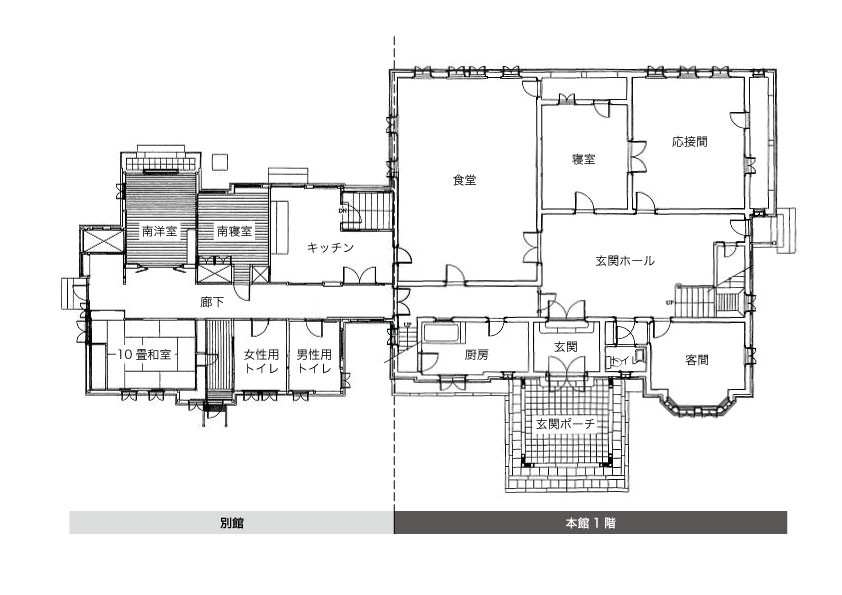 寝室
応接間
食堂
南洋室
南寝室
キッチン
DN
玄関ホール
廊下
UP
UP
10畳和室
女性用
トイレ
男性用
トイレ
厨房
玄関
トイレ
客間
玄関ポーチ
別館
本館1階